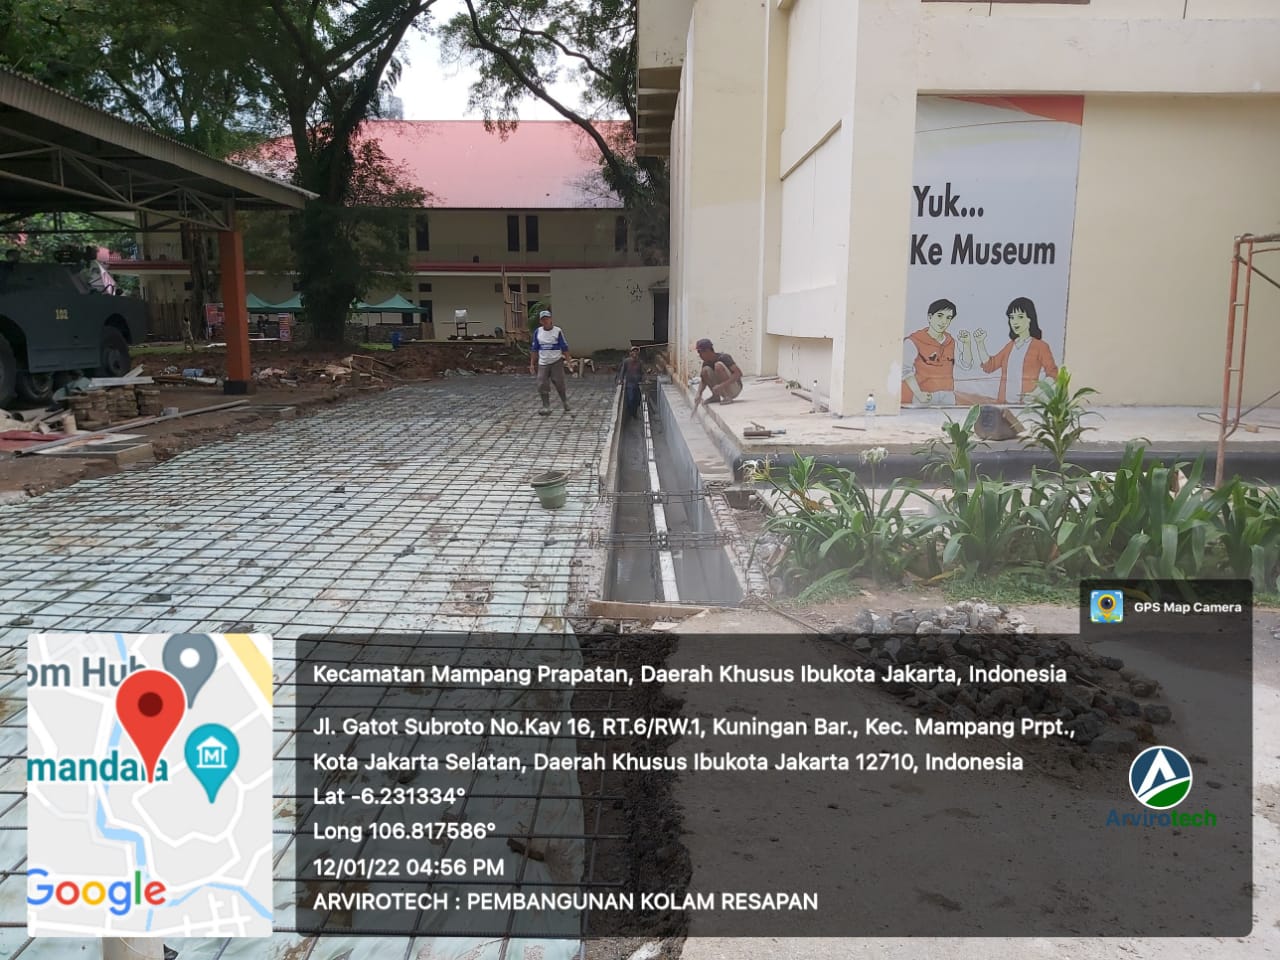 Yuk...
Ke Museum
102
GPS Map Camera
om Hub
mandala
Google
Kecamatan Mampang Prapatan, Daerah Khusus Ibukota Jakarta, Indonesia
Jl. Gatot Subroto No.Kav 16, RT.6/RW.1, Kuningan Bar., Kec. Mampang Prpt.,
Kota Jakarta Selatan, Daerah Khusus Ibukota Jakarta 12710, Indonesia
Lat -6.231334°
Long 106.817586°
12/01/22 04:56 PM
ARVIROTECH : PEMBANGUNAN KOLAM RESAPAN
Arvirotech